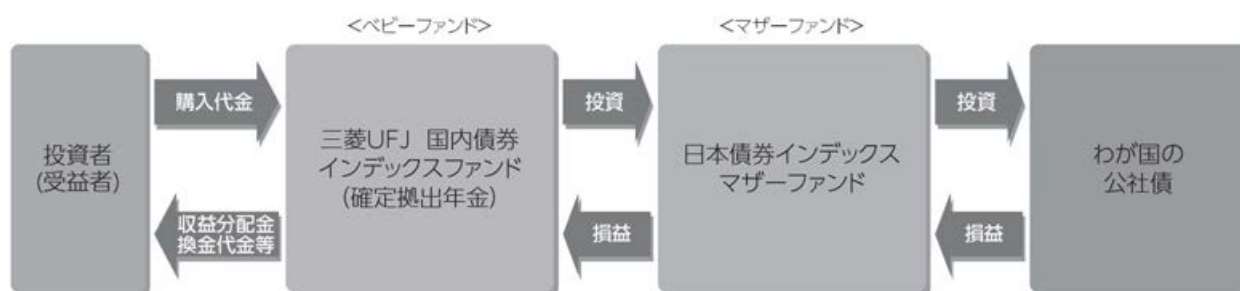 <ベビーファンド>
<マザーファンド>
投資者
(受益者)
購入代金
収益分配金
換金代金等
三菱UFJ 国内債券
インデックスファンド
(確定拠出年金)
投資
損益
日本債券インデックス
マザーファンド
投資
損益
わが国の
公社債